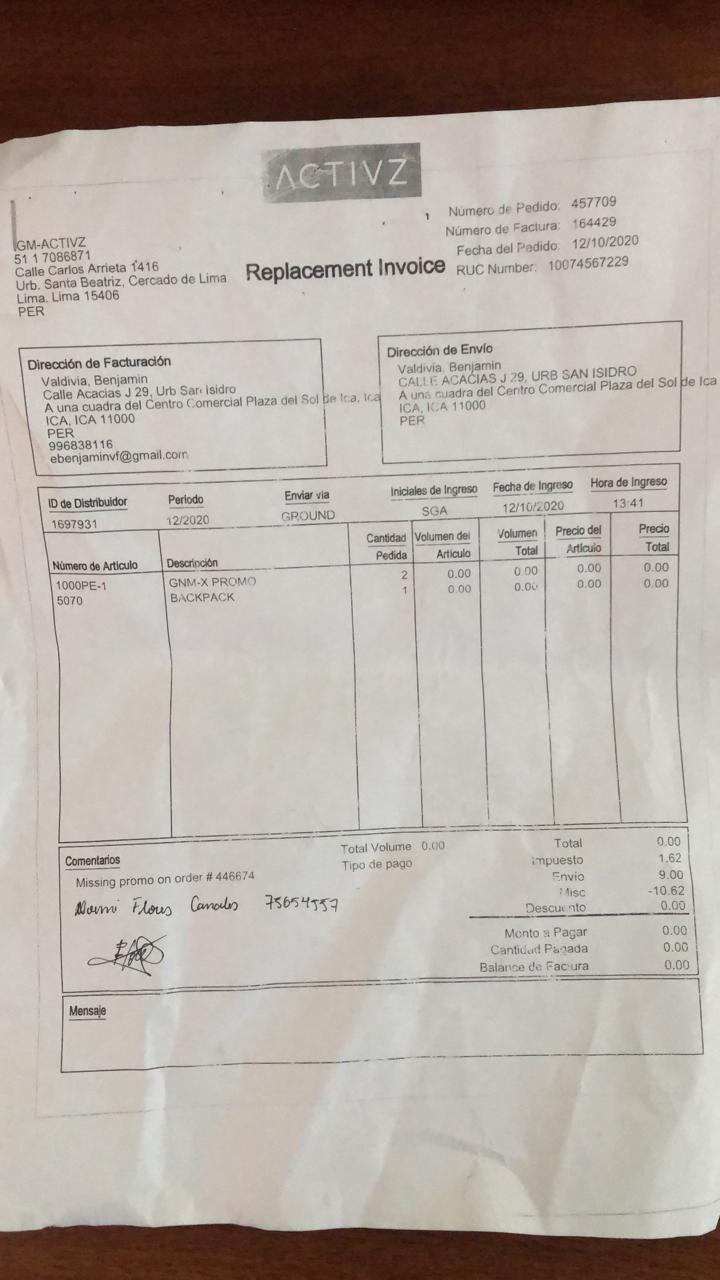 ACTIVZ
GM-ACTIVZ
51 1 7086871
Calle Carlos Arrieta 1416
Urb. Santa Beatriz, Cercado de Lima
Lima, Lima 15406
PER
Replacement Invoice
Número de Pedido: 457709
Número de Factura: 164429
Fecha del Pedido: 12/10/2020
RUC Number: 10074567229
Dirección de Facturación
Valdivia, Benjamin
Calle Acacias J 29, Urb San Isidro
A una cuadra del Centro Comercial Plaza del Sol de Ica, Ica
ICA, ICA 11000
PER
996838116
ebenjaminvf@gmail.com
Dirección de Envío
Valdivia, Benjamin
CALLE ACACIAS J 29, URB SAN ISIDRO
A una cuadra del Centro Comercial Plaza del Sol de Ica
ICA, ICA 11000
PER
ID de Distribuidor Periodo Enviar via Iniciales de Ingreso Fecha de Ingreso Hora de Ingreso
1697931 12/2020 GROUND SGA 12/10/2020 13:41
Número de Articulo Descripción Cantidad Pedida Volumen del Articulo Volumen Total Precio del Articulo Precio Total
1000PE-1 GNM-X PROMO 2 0.00 0.00 0.00 0.00
5070 BACKPACK 1 0.00 0.00 0.00 0.00
Comentarios
Missing promo on order # 446674
Flores Canales
Total Volume 0.00
Tipo de pago
Total 0.00
Impuesto 1.62
Envío 9.00
Misc -10.62
Descuento 0.00
Monto a Pagar 0.00
Cantidad Pagada 0.00
Balance de Factura 0.00
Mensaje